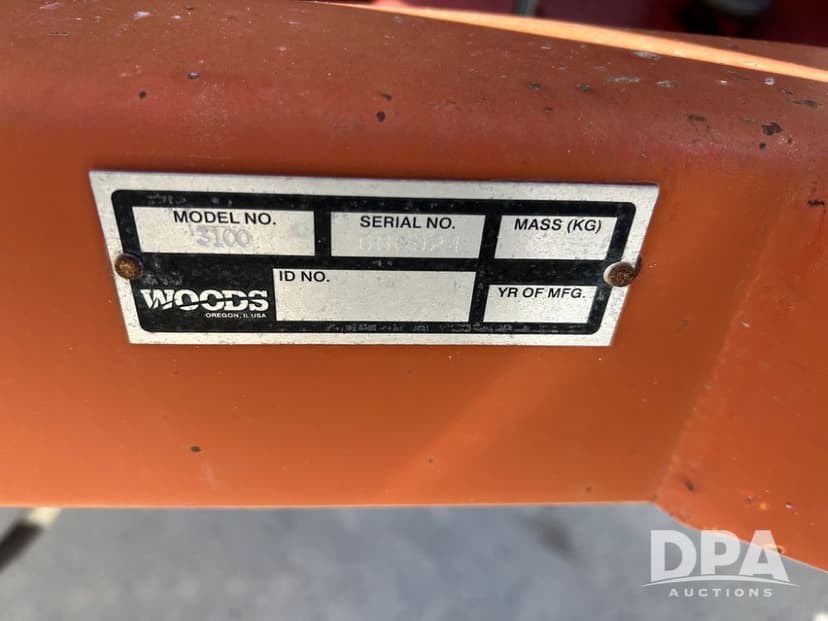 MODEL NO.
3100
SERIAL NO.
MASS (KG)
WOODS
OREGON, IL USA
ID NO.
YR OF MFG.
DPA
AUCTIONS